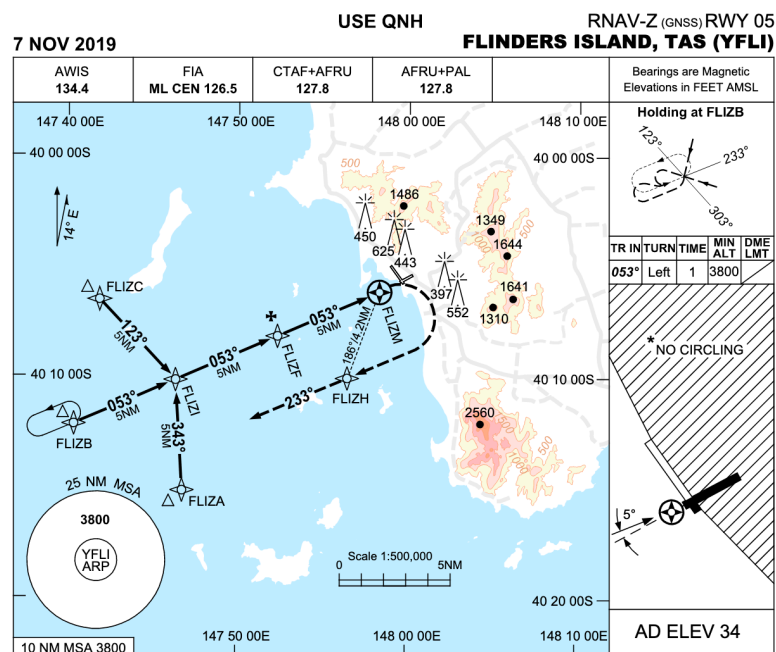 USE QNH
RNAV-Z (GNSS) RWY 05
7 NOV 2019
FLINDERS ISLAND, TAS (YFLI)
AWIS
134.4
FIA
ML CEN 126.5
CTAF+AFRU
127.8
AFRU+PAL
127.8
Bearings are Magnetic
Elevations in FEET AMSL
147 40 00E
147 50 00E
148 00 00E
148 10 00E
40 00 00S
40 00 00S
Holding at FLIZB
123°
233°
303°
TR IN TURN TIME MIN ALT DME LMT
053° Left 1 3800
14° E
500
1486
450
625
443
1349
1000
500
1644
397
552
1641
1310
FLIZC
123°
5NM
053°
5NM
FLIZM
FLIZF
186°/4.2NM
053°
5NM
FLIZI
40 10 00S
40 10 00S
FLIZH
233°
053°
5NM
FLIZB
343°
5NM
FLIZA
2560
500
1000
500
*NO CIRCLING
5°
25 NM MSA
3800
YFLI
ARP
Scale 1:500,000
0
5NM
40 20 00S
147 50 00E
148 00 00E
148 10 00E
10 NM MSA 3800
AD ELEV 34